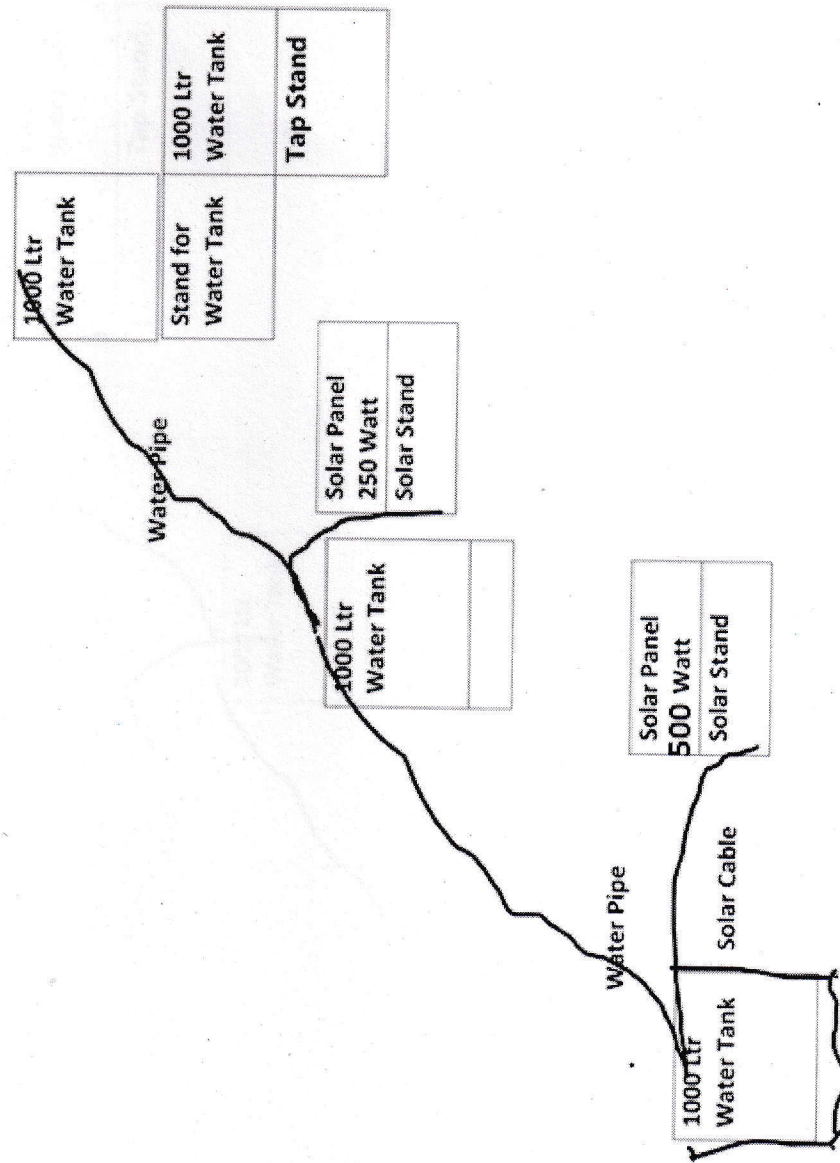 1000 Ltr
Water Tank
Stand for
Water Tank
1000 Ltr
Water Tank
Tap Stand
Water Pipe
Solar Panel
250 Watt
Solar Stand
1000 Ltr
Water Tank
Solar Panel
500 Watt
Solar Stand
Water Pipe
Solar Cable
1000 Ltr
Water Tank